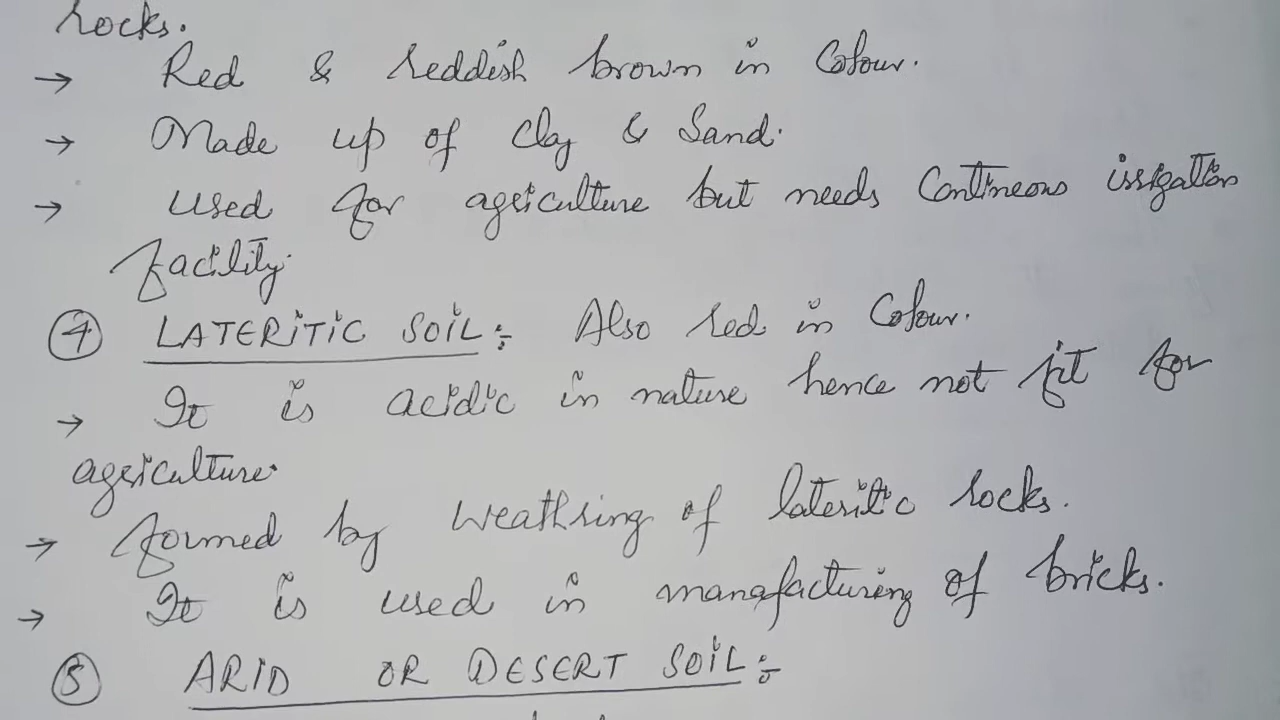 rocks.
→ Red & reddish brown in Colour.
→ Made up of clay & Sand.
→ used for agriculture but needs Contineous irrigation
facility.
④ LATERITIC SOIL:- Also red in Colour.
→ It is acidic in nature hence not fit for
agriculture.
→ formed by weathring of lateritic rocks.
→ It is used in manafacturing of bricks.
⑤ ARID OR DESERT SOIL:-